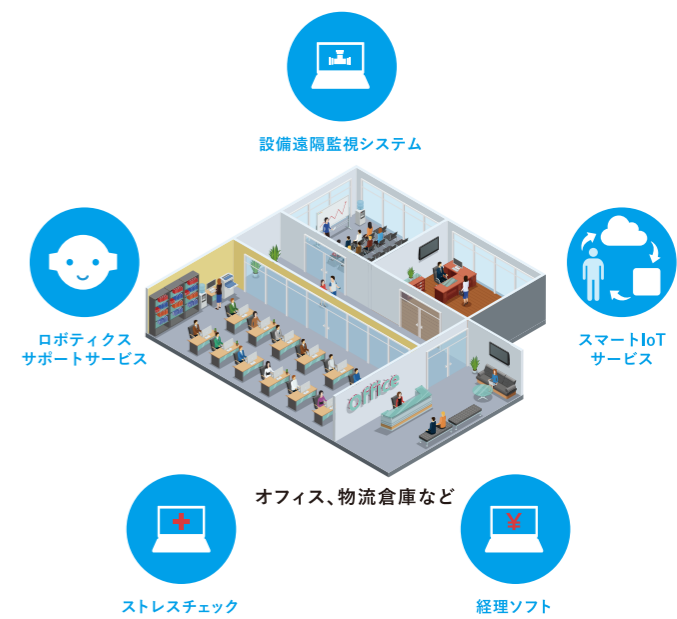 設備遠隔監視システム
ロボティクス
サポートサービス
スマートIoT
サービス
office
オフィス、物流倉庫など
¥
ストレスチェック
経理ソフト